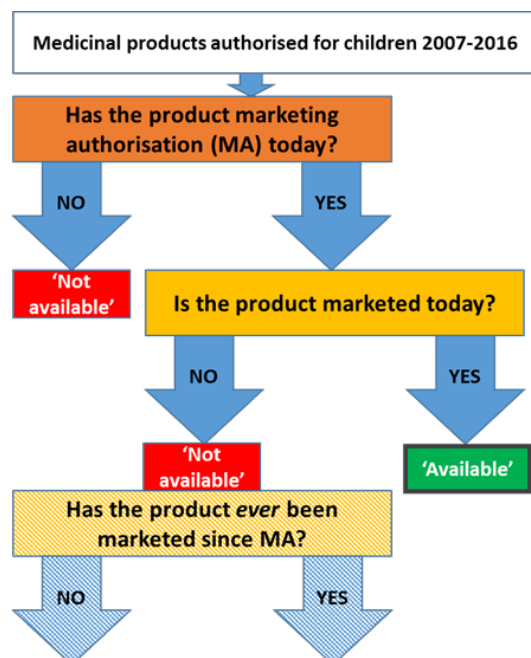 Medicinal products authorised for children 2007-2016
Has the product marketing
authorisation (MA) today?
NO
YES
‘Not
available’
Is the product marketed today?
NO
YES
‘Not
available’
‘Available’
Has the product ever been
marketed since MA?
NO
YES